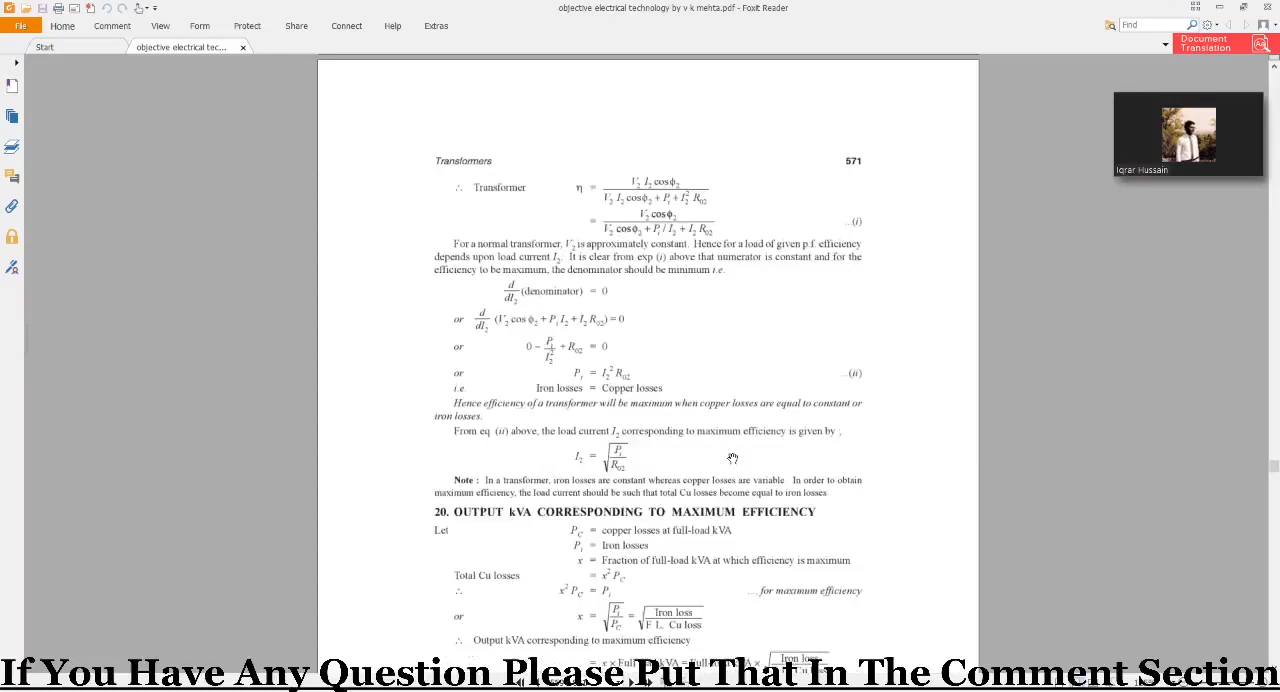 objective electrical technology by v k mehta.pdf - Foxit Reader
File Home Comment View Form Protect Share Connect Help Extras
Find
Start objective electrical tec... ×
Document
Translation
Iqrar Hussain
Transformers 571
∴ Transformer η = V₂ I₂ cosϕ₂ / V₂ I₂ cosϕ₂ + Pᵢ + I₂² R₀₂
= V₂ cosϕ₂ / V₂ cosϕ₂ + Pᵢ / I₂ + I₂ R₀₂ ...(i)
For a normal transformer, V₂ is approximately constant. Hence for a load of given p.f. efficiency
depends upon load current I₂. It is clear from exp (i) above that numerator is constant and for the
efficiency to be maximum, the denominator should be minimum i.e.
d/dI₂ (denominator) = 0
or d/dI₂ (V₂ cos ϕ₂ + Pᵢ I₂ + I₂ R₀₂) = 0
or 0 − Pᵢ/I₂² + R₀₂ = 0
or Pᵢ = I₂² R₀₂ ...(ii)
i.e. Iron losses = Copper losses
Hence efficiency of a transformer will be maximum when copper losses are equal to constant or
iron losses.
From eq. (ii) above, the load current I₂ corresponding to maximum efficiency is given by ;
I₂ = √(Pᵢ/R₀₂)
Note : In a transformer, iron losses are constant whereas copper losses are variable In order to obtain
maximum efficiency, the load current should be such that total Cu losses become equal to iron losses
20. OUTPUT kVA CORRESPONDING TO MAXIMUM EFFICIENCY
Let P_C = copper losses at full-load kVA
Pᵢ = Iron losses
x = Fraction of full-load kVA at which efficiency is maximum
Total Cu losses = x² P_C
∴ x² P_C = Pᵢ ....for maximum efficiency
or x = √(Pᵢ/P_C) = √(Iron loss / F L. Cu loss)
∴ Output kVA corresponding to maximum efficiency
If You Have Any Question Please Put That In The Comment Section